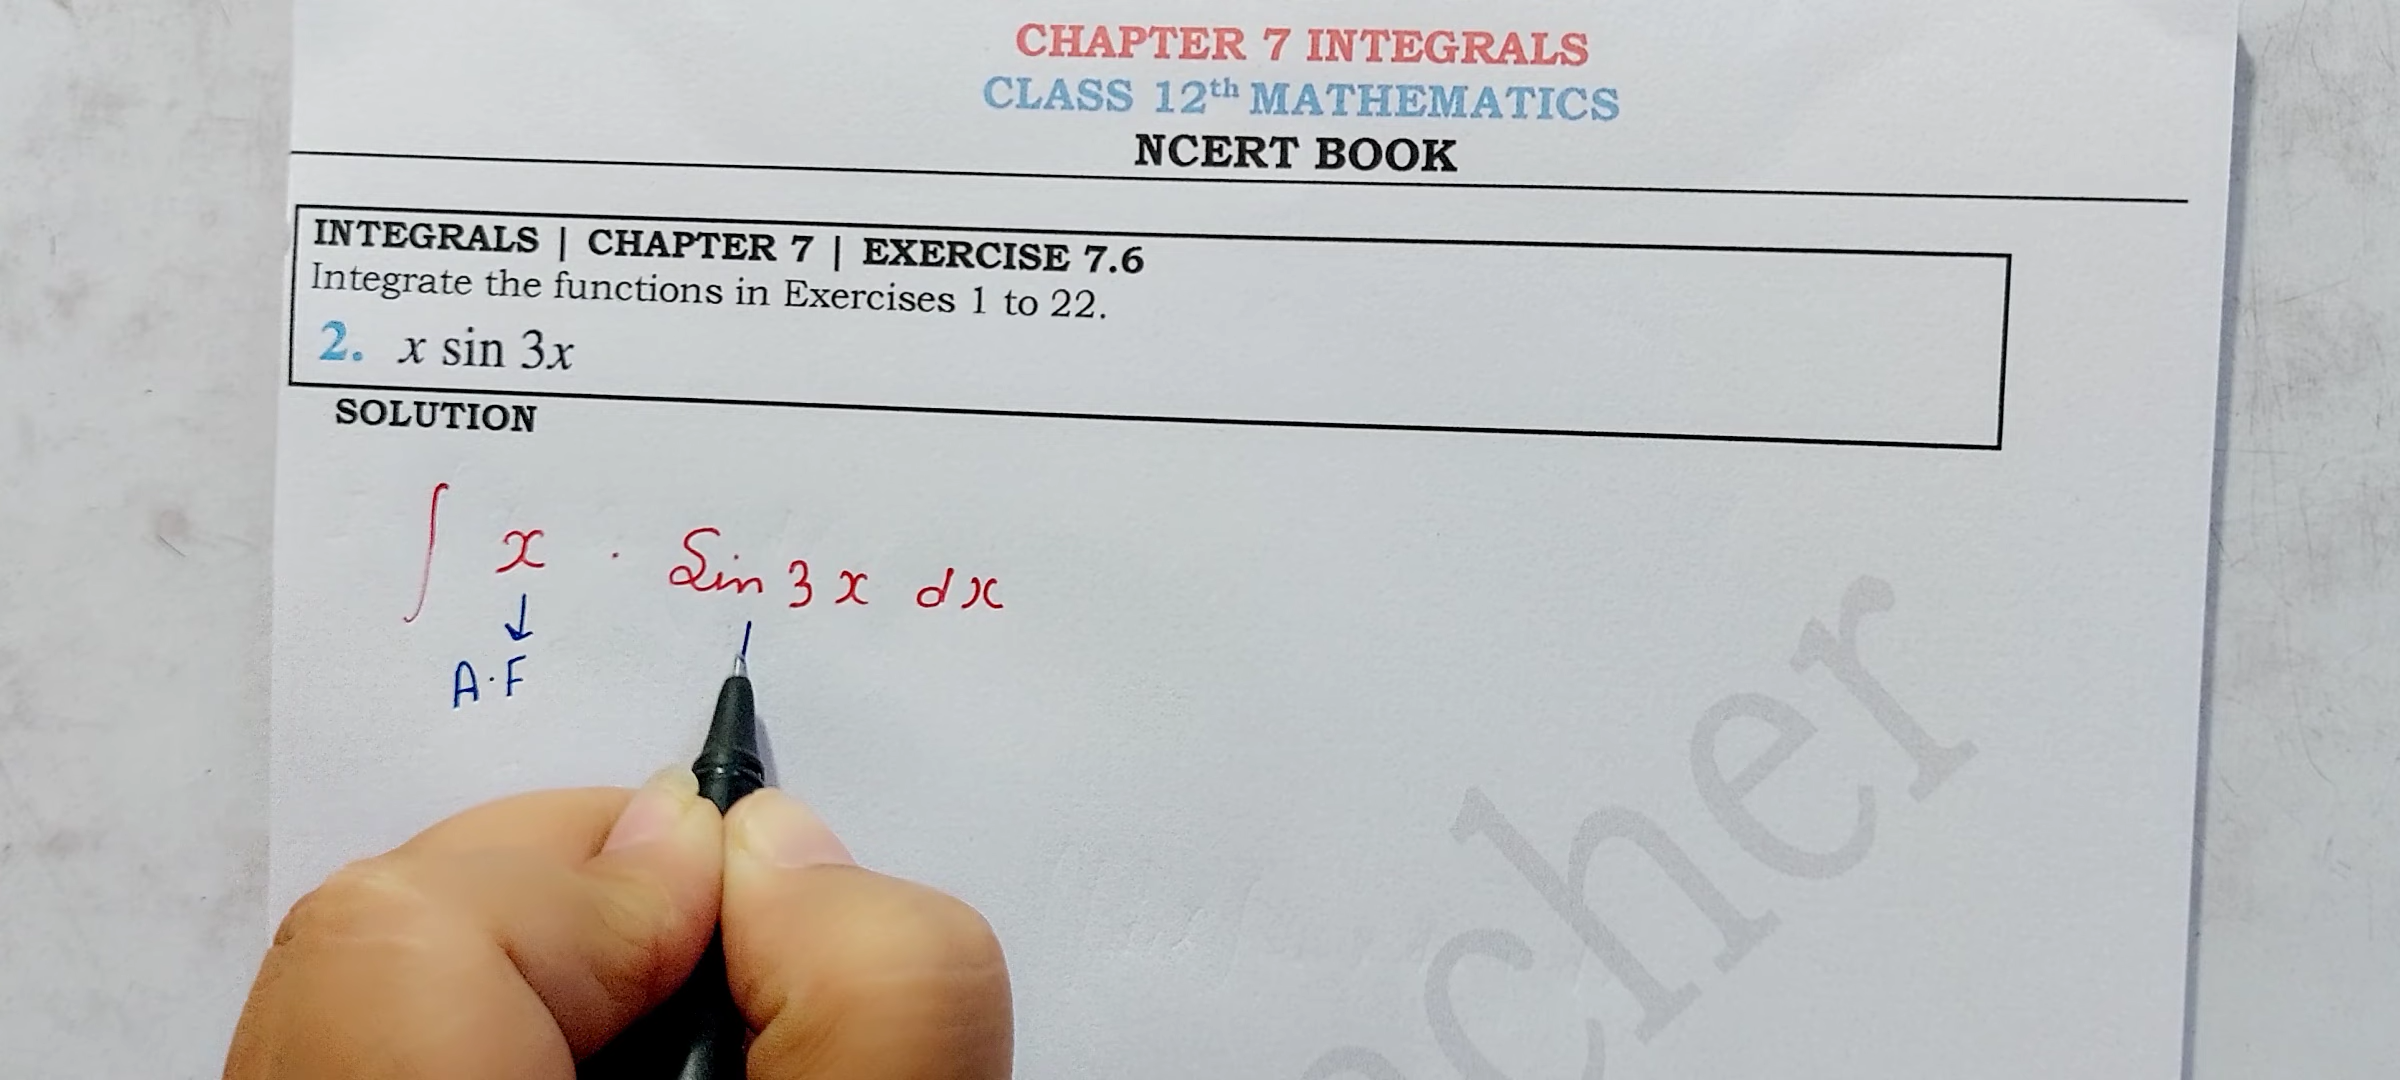 CHAPTER 7 INTEGRALS
CLASS 12th MATHEMATICS
NCERT BOOK
INTEGRALS | CHAPTER 7 | EXERCISE 7.6
Integrate the functions in Exercises 1 to 22.
2. x sin 3x
SOLUTION
∫ x · Sin 3x dx
↓
A·F
cher